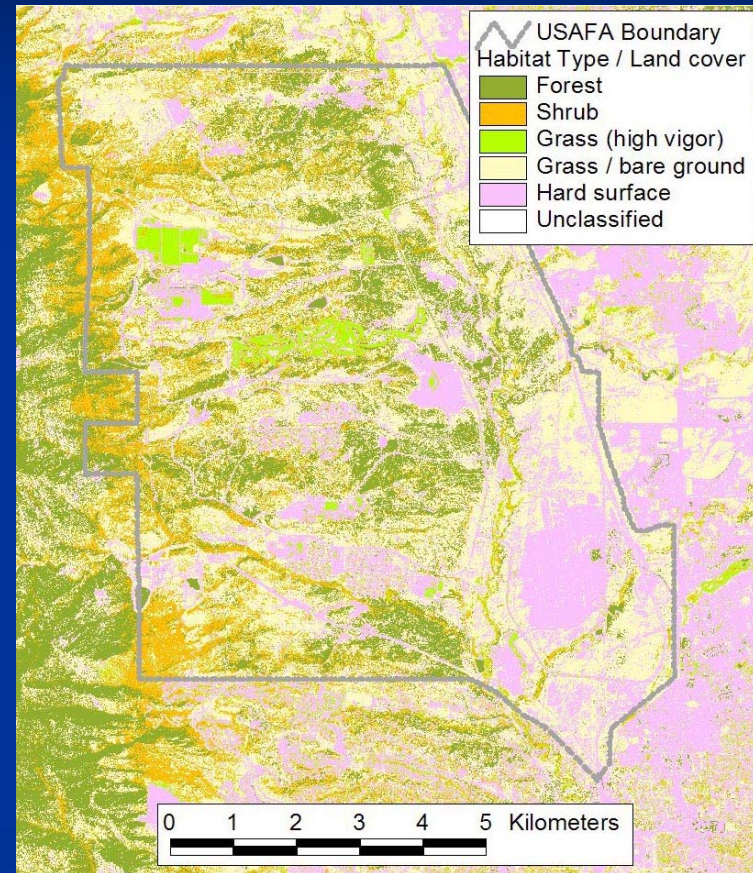 USAFA Boundary
Habitat Type / Land cover
Forest
Shrub
Grass (high vigor)
Grass / bare ground
Hard surface
Unclassified
0 1 2 3 4 5 Kilometers